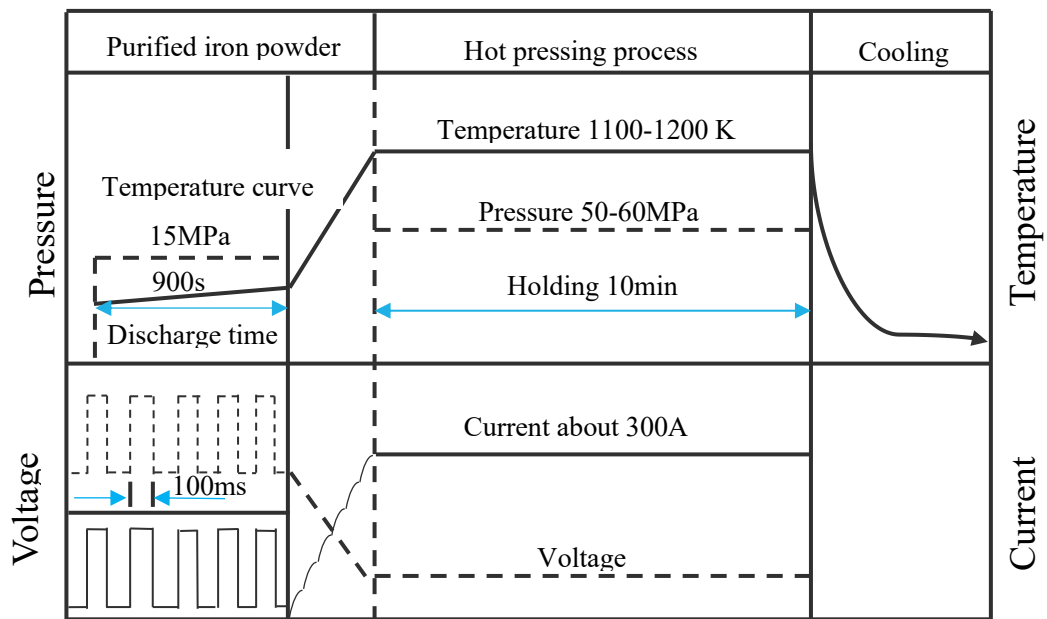 Purified iron powder
Hot pressing process
Cooling
Temperature 1100-1200 K
Temperature curve
Pressure 50-60MPa
15MPa
900s
Holding 10min
Discharge time
Pressure
Temperature
Current about 300A
100ms
Voltage
Voltage
Current